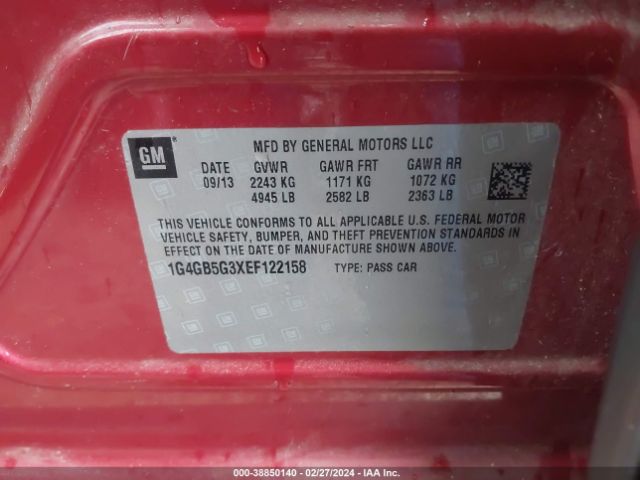 GM
MFD BY GENERAL MOTORS LLC
DATE GVWR GAWR FRT GAWR RR
09/13 2243 KG 1171 KG 1072 KG
4945 LB 2582 LB 2363 LB
THIS VEHICLE CONFORMS TO ALL APPLICABLE U.S. FEDERAL MOTOR
VEHICLE SAFETY, BUMPER, AND THEFT PREVENTION STANDARDS IN
EFFECT ON THE DATE OF MANUFACTURE SHOWN ABOVE.
1G4GB5G3XEF122158 TYPE: PASS CAR
000-38850140 - 02/27/2024 - IAA Inc.